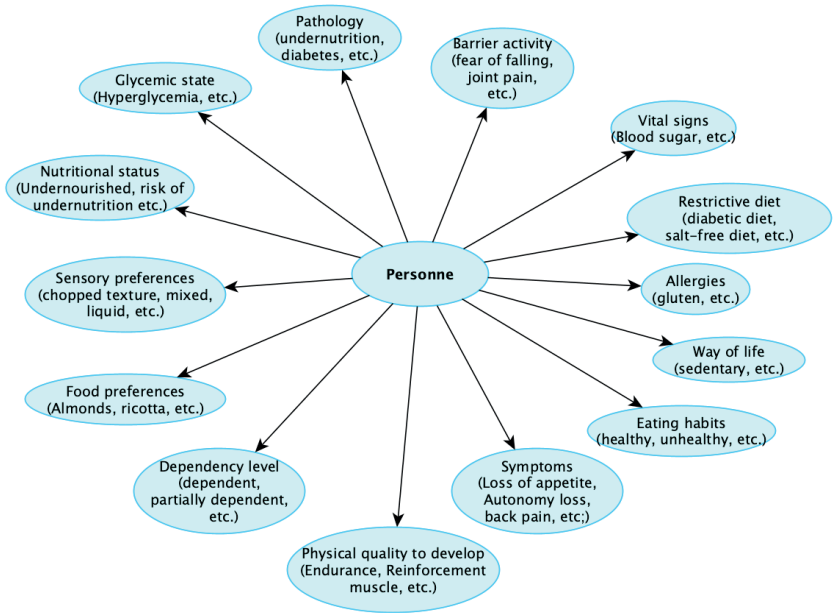 Pathology
(undernutrition,
diabetes, etc.)
Barrier activity
(fear of falling,
joint pain,
etc.)
Glycemic state
(Hyperglycemia, etc.)
Vital signs
(Blood sugar, etc.)
Nutritional status
(Undernourished, risk of
undernutrition etc.)
Restrictive diet
(diabetic diet,
salt-free diet, etc.)
Personne
Sensory preferences
(chopped texture, mixed,
liquid, etc.)
Allergies
(gluten, etc.)
Way of life
(sedentary, etc.)
Food preferences
(Almonds, ricotta, etc.)
Eating habits
(healthy, unhealthy, etc.)
Dependency level
(dependent,
partially dependent,
etc.)
Symptoms
(Loss of appetite,
Autonomy loss,
back pain, etc;)
Physical quality to develop
(Endurance, Reinforcement
muscle, etc.)